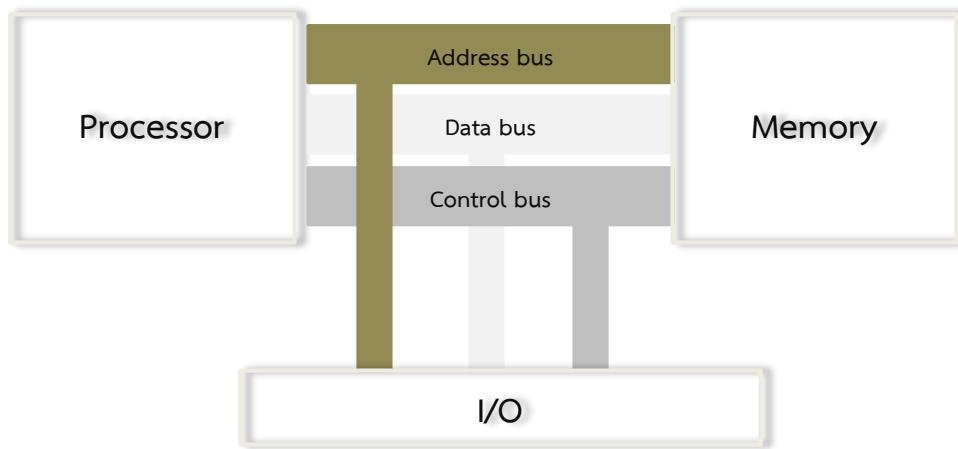 Address bus
Processor
Data bus
Memory
Control bus
I/O